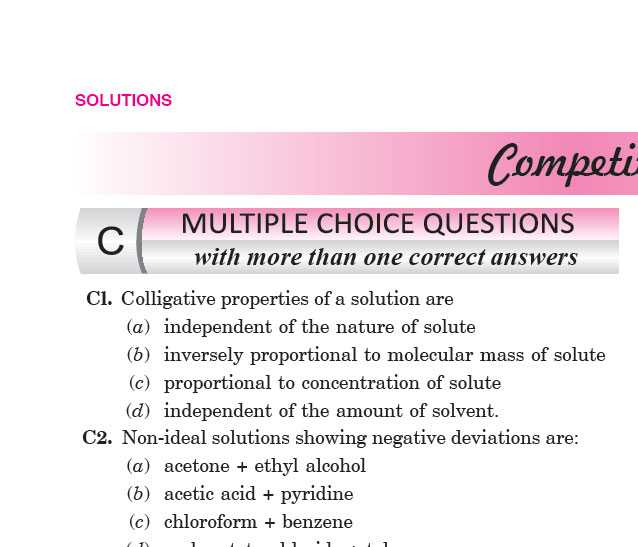 SOLUTIONS
MULTIPLE CHOICE QUESTIONS
C
with more than one correct answers
C1. Colligative properties of a solution are
(a) independent of the nature of solute
(b) inversely proportional to molecular mass of solute
(c) proportional to concentration of solute
(d) independent of the amount of solvent.
C2. Non-ideal solutions showing negative deviations are:
(a) acetone + ethyl alcohol
(b) acetic acid + pyridine
(c) chloroform + benzene